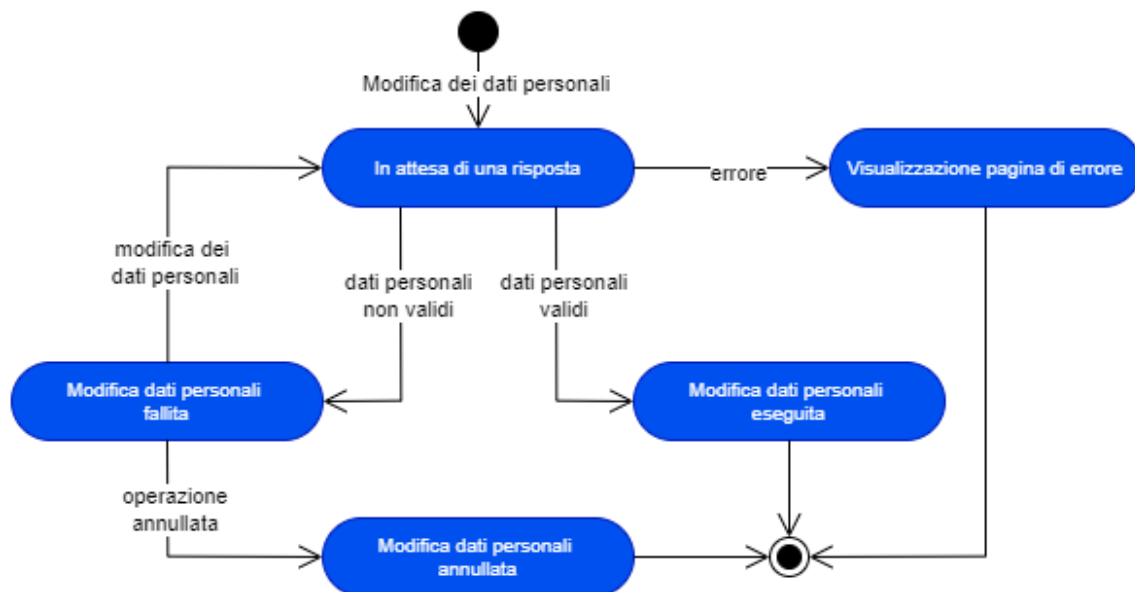 Modifica dei dati personali
In attesa di una risposta
errore
Visualizzazione pagina di errore
modifica dei
dati personali
dati personali
non validi
dati personali
validi
Modifica dati personali
fallita
Modifica dati personali
eseguita
operazione
annullata
Modifica dati personali
annullata